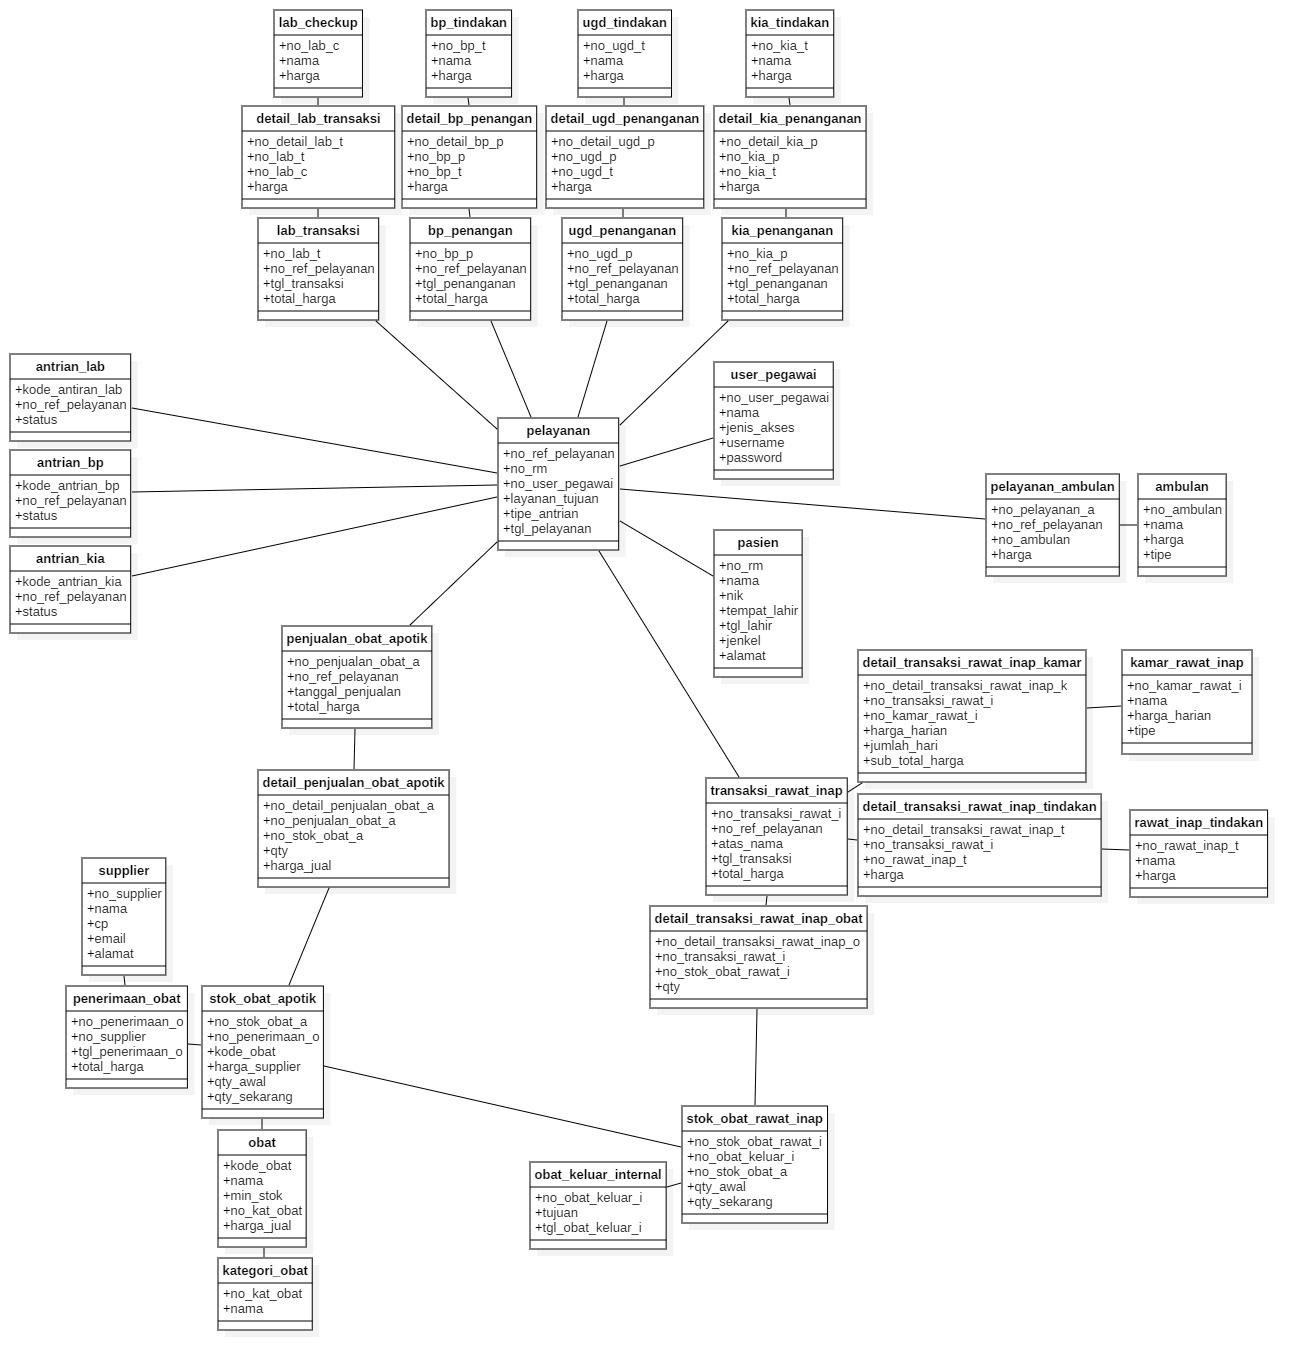 lab_checkup
+no_lab_c
+nama
+harga
bp_tindakan
+no_bp_t
+nama
+harga
ugd_tindakan
+no_ugd_t
+nama
+harga
kia_tindakan
+no_kia_t
+nama
+harga
detail_lab_transaksi
+no_detail_lab_t
+no_lab_t
+no_lab_c
+harga
detail_bp_penangan
+no_detail_bp_p
+no_bp_p
+no_bp_t
+harga
detail_ugd_penanganan
+no_detail_ugd_p
+no_ugd_p
+no_ugd_t
+harga
detail_kia_penanganan
+no_detail_kia_p
+no_kia_p
+no_kia_t
+harga
lab_transaksi
+no_lab_t
+no_ref_pelayanan
+tgl_transaksi
+total_harga
bp_penangan
+no_bp_p
+no_ref_pelayanan
+tgl_penanganan
+total_harga
ugd_penanganan
+no_ugd_p
+no_ref_pelayanan
+tgl_penanganan
+total_harga
kia_penanganan
+no_kia_p
+no_ref_pelayanan
+tgl_penanganan
+total_harga
antrian_lab
+kode_antiran_lab
+no_ref_pelayanan
+status
antrian_bp
+kode_antrian_bp
+no_ref_pelayanan
+status
antrian_kia
+kode_antrian_kia
+no_ref_pelayanan
+status
pelayanan
+no_ref_pelayanan
+no_rm
+no_user_pegawai
+layanan_tujuan
+tipe_antrian
+tgl_pelayanan
user_pegawai
+no_user_pegawai
+nama
+jenis_akses
+username
+password
pelayanan_ambulan
+no_pelayanan_a
+no_ref_pelayanan
+no_ambulan
+harga
ambulan
+no_ambulan
+nama
+harga
+tipe
pasien
+no_rm
+nama
+nik
+tempat_lahir
+tgl_lahir
+jenkel
+alamat
penjualan_obat_apotik
+no_penjualan_obat_a
+no_ref_pelayanan
+tanggal_penjualan
+total_harga
detail_transaksi_rawat_inap_kamar
+no_detail_transaksi_rawat_inap_k
+no_transaksi_rawat_i
+no_kamar_rawat_i
+harga_harian
+jumlah_hari
+sub_total_harga
kamar_rawat_inap
+no_kamar_rawat_i
+nama
+harga_harian
+tipe
detail_penjualan_obat_apotik
+no_detail_penjualan_obat_a
+no_penjualan_obat_a
+no_stok_obat_a
+qty
+harga_jual
transaksi_rawat_inap
+no_transaksi_rawat_i
+no_ref_pelayanan
+atas_nama
+tgl_transaksi
+total_harga
detail_transaksi_rawat_inap_tindakan
+no_detail_transaksi_rawat_inap_t
+no_transaksi_rawat_i
+no_rawat_inap_t
+harga
rawat_inap_tindakan
+no_rawat_inap_t
+nama
+harga
supplier
+no_supplier
+nama
+cp
+email
+alamat
detail_transaksi_rawat_inap_obat
+no_detail_transaksi_rawat_inap_o
+no_transaksi_rawat_i
+no_stok_obat_rawat_i
+qty
penerimaan_obat
+no_penerimaan_o
+no_supplier
+tgl_penerimaan_o
+total_harga
stok_obat_apotik
+no_stok_obat_a
+no_penerimaan_o
+kode_obat
+harga_supplier
+qty_awal
+qty_sekarang
stok_obat_rawat_inap
+no_stok_obat_rawat_i
+no_obat_keluar_i
+no_stok_obat_a
+qty_awal
+qty_sekarang
obat
+kode_obat
+nama
+min_stok
+no_kat_obat
+harga_jual
obat_keluar_internal
+no_obat_keluar_i
+tujuan
+tgl_obat_keluar_i
kategori_obat
+no_kat_obat
+nama